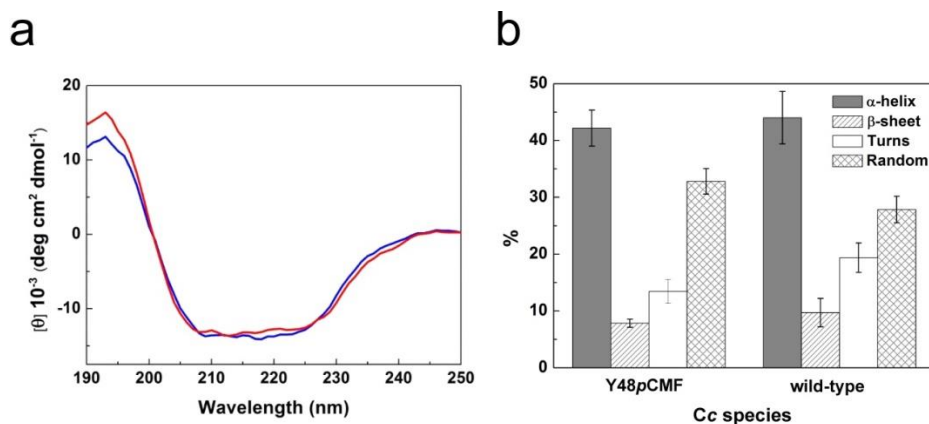 a
b
20
10
0
-10
[θ] 10⁻³ (deg cm² dmol⁻¹)
190 200 210 220 230 240 250
Wavelength (nm)
50
40
30
20
10
0
%
α-helix
β-sheet
Turns
Random
Y48pCMF wild-type
Cc species